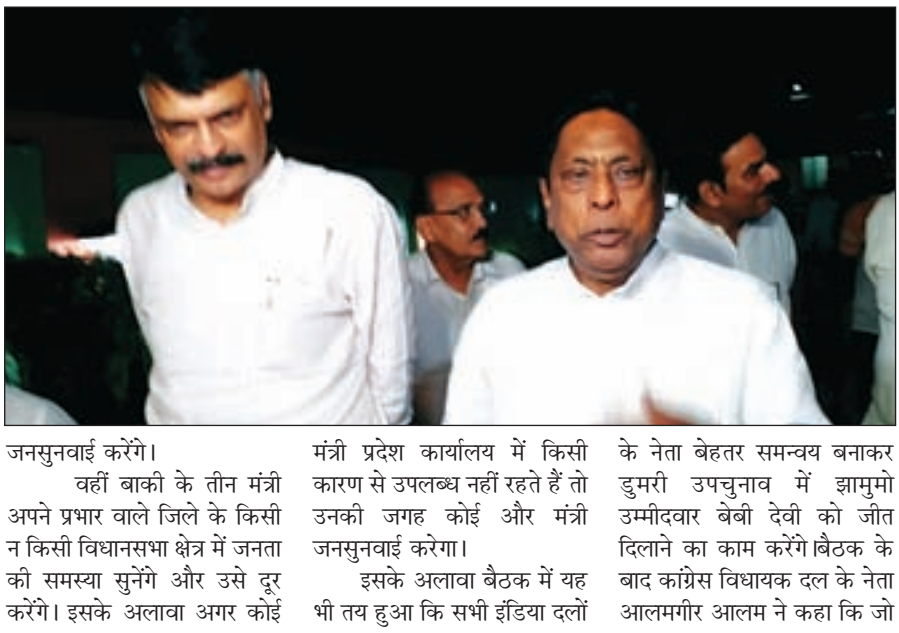 जनसुनवाई करेंगे।
वहीं बाकी के तीन मंत्री
अपने प्रभार वाले जिले के किसी
न किसी विधानसभा क्षेत्र में जनता
की समस्या सुनेंगे और उसे दूर
करेंगे। इसके अलावा अगर कोई
मंत्री प्रदेश कार्यालय में किसी
कारण से उपलब्ध नहीं रहते हैं तो
उनकी जगह कोई और मंत्री
जनसुनवाई करेगा।
इसके अलावा बैठक में यह
भी तय हुआ कि सभी इंडिया दलों
के नेता बेहतर समन्वय बनाकर
डुमरी उपचुनाव में झामुमो
उम्मीदवार बेबी देवी को जीत
दिलाने का काम करेंगे।बैठक के
बाद कांग्रेस विधायक दल के नेता
आलमगीर आलम ने कहा कि जो